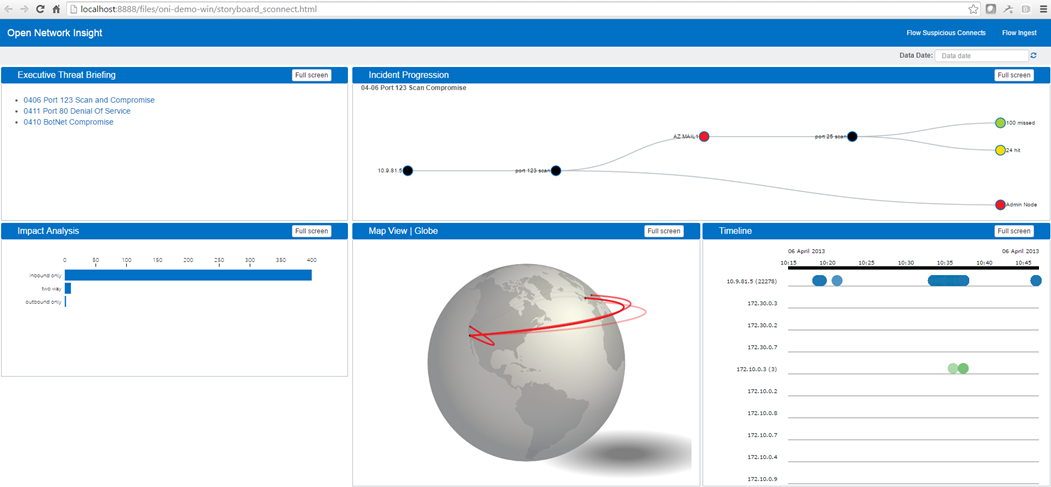 localhost:8888/files/oni-demo-win/storyboard_sconnect.html
Open Network Insight
Flow Suspicious Connects
Flow Ingest
Data Date:
Data date
Executive Threat Briefing
Full screen
0406 Port 123 Scan and Compromise
0411 Port 80 Denial Of Service
0410 BotNet Compromise
Incident Progression
Full screen
04-06 Port 123 Scan Compromise
10.9.81.5
port 123 scan
AZ MAIL1
port 25 scan
100 missed
24 hit
Admin Node
Impact Analysis
Full screen
0 50 100 150 200 250 300 350 400
inbound only
two way
outbound only
Map View | Globe
Full screen
Timeline
Full screen
06 April 2013 06 April 2013
10:15 10:20 10:25 10:30 10:35 10:40 10:45
10.9.81.5 (22278)
172.30.0.3
172.30.0.2
172.30.0.7
172.10.0.3 (3)
172.10.0.2
172.10.0.8
172.10.0.7
172.10.0.4
172.10.0.9